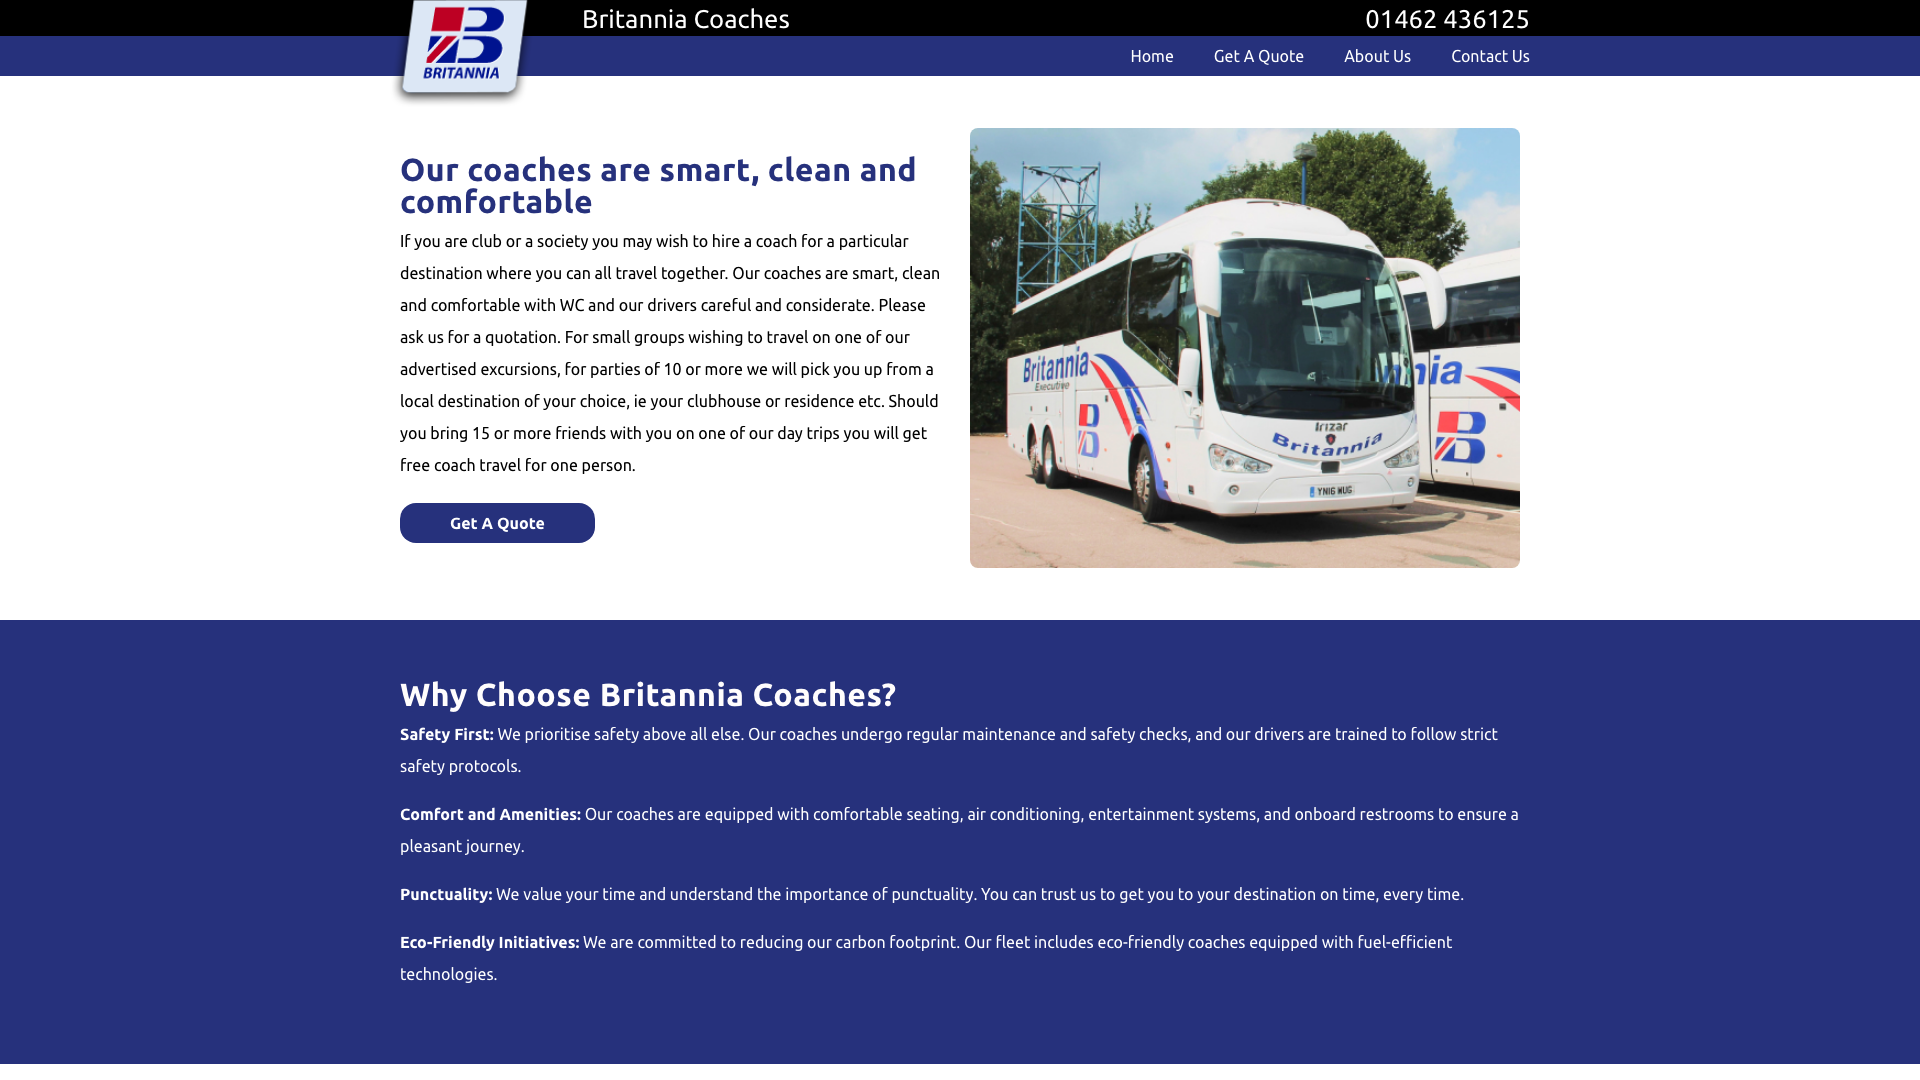 BRITANNIA
Britannia Coaches
01462 436125
Home
Get A Quote
About Us
Contact Us
Our coaches are smart, clean and
comfortable
If you are club or a society you may wish to hire a coach for a particular
destination where you can all travel together. Our coaches are smart, clean
and comfortable with WC and our drivers careful and considerate. Please
ask us for a quotation. For small groups wishing to travel on one of our
advertised excursions, for parties of 10 or more we will pick you up from a
local destination of your choice, ie your clubhouse or residence etc. Should
you bring 15 or more friends with you on one of our day trips you will get
free coach travel for one person.
Get A Quote
Britannia
Executive
B
Irizar
Britannia
YN16 WUG
nnia
B
Why Choose Britannia Coaches?
Safety First: We prioritise safety above all else. Our coaches undergo regular maintenance and safety checks, and our drivers are trained to follow strict
safety protocols.
Comfort and Amenities: Our coaches are equipped with comfortable seating, air conditioning, entertainment systems, and onboard restrooms to ensure a
pleasant journey.
Punctuality: We value your time and understand the importance of punctuality. You can trust us to get you to your destination on time, every time.
Eco-Friendly Initiatives: We are committed to reducing our carbon footprint. Our fleet includes eco-friendly coaches equipped with fuel-efficient
technologies.